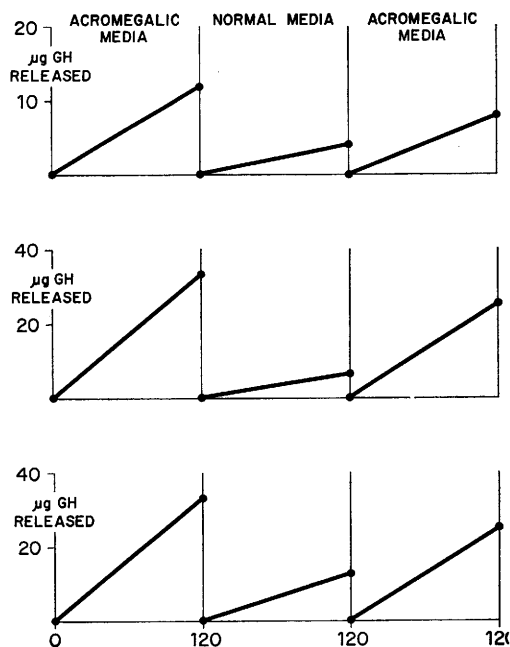 ACROMEGALIC MEDIA
NORMAL MEDIA
ACROMEGALIC MEDIA
20
µg GH
RELEASED
10
40
µg GH
RELEASED
20
40
µg GH
RELEASED
20
0
120
120